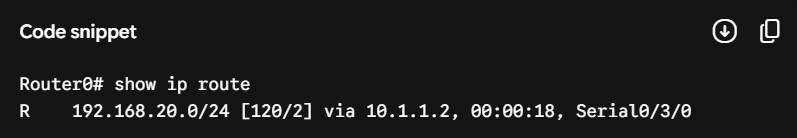 Code snippet
Router0# show ip route
R    192.168.20.0/24 [120/2] via 10.1.1.2, 00:00:18, Serial0/3/0